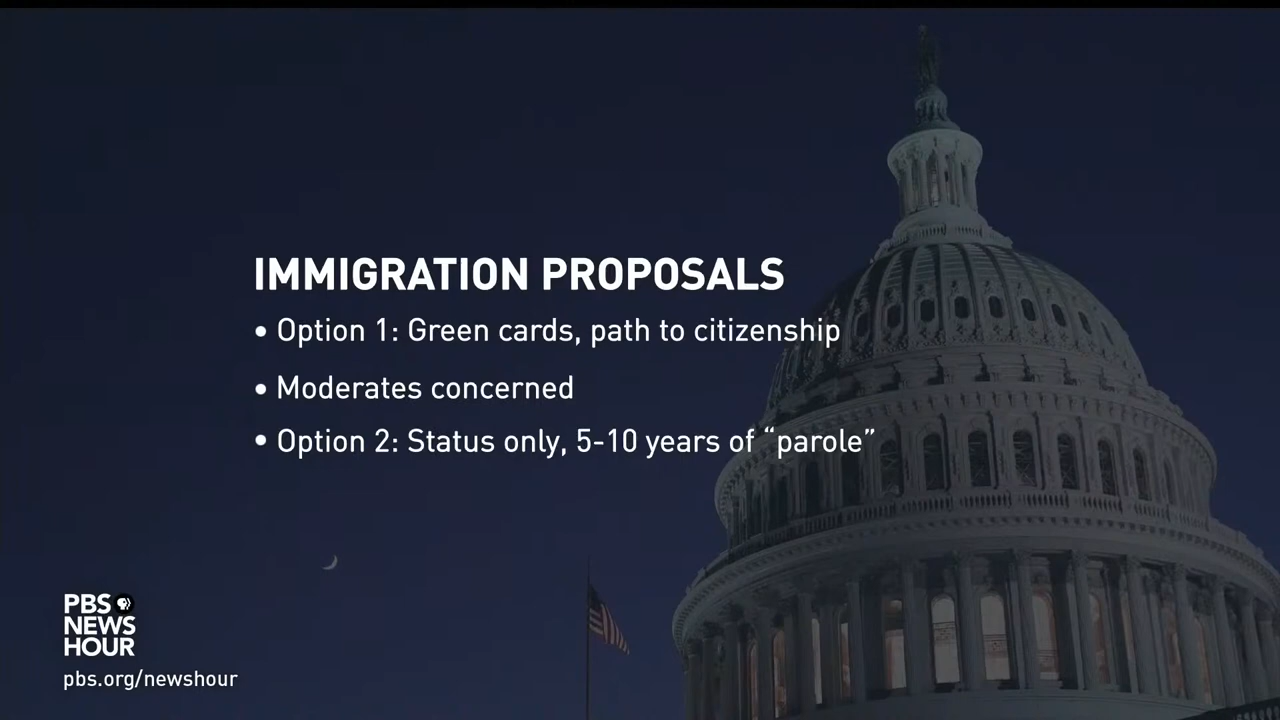 IMMIGRATION PROPOSALS
• Option 1: Green cards, path to citizenship
• Moderates concerned
• Option 2: Status only, 5-10 years of “parole”
PBS
NEWS
HOUR
pbs.org/newshour